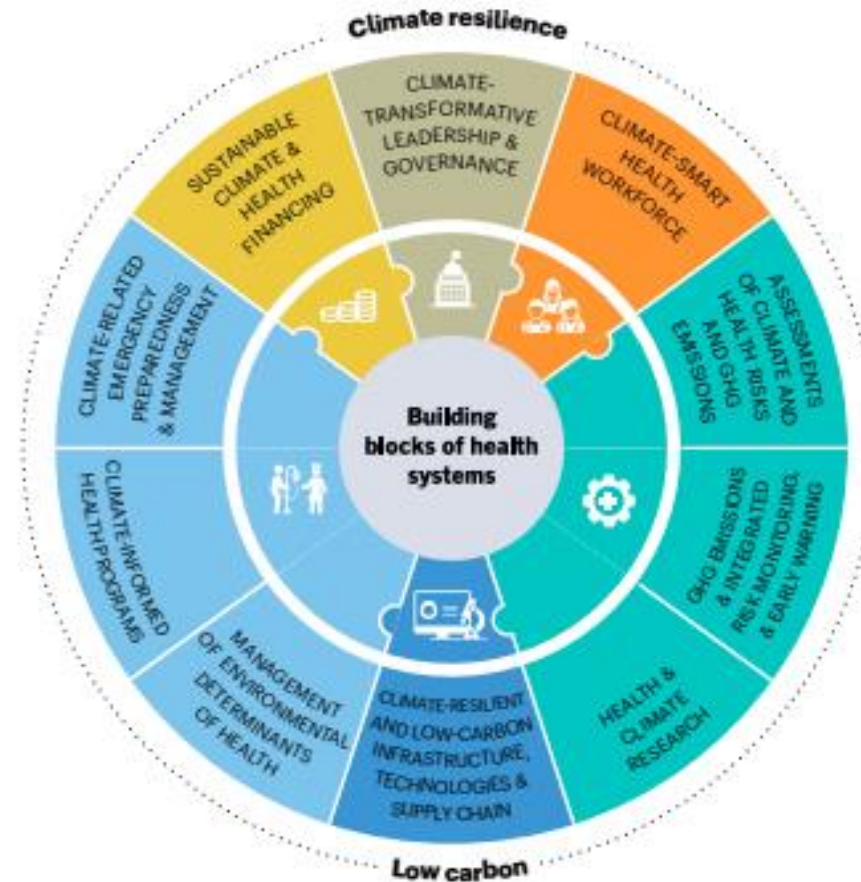 Climate resilience
CLIMATE-
TRANSFORMATIVE
LEADERSHIP &
GOVERNANCE
CLIMATE-SMART
HEALTH
WORKFORCE
ASSESSMENTS
OF CLIMATE AND
HEALTH RISKS
AND GHG
EMISSIONS
GHG EMISSIONS
& INTEGRATED
RISK MONITORING,
& EARLY WARNING
HEALTH &
CLIMATE
RESEARCH
CLIMATE-RESILIENT
AND LOW-CARBON
INFRASTRUCTURE,
TECHNOLOGIES &
SUPPLY CHAIN
MANAGEMENT
OF ENVIRONMENTAL
DETERMINANTS
OF HEALTH
CLIMATE-INFORMED
HEALTH PROGRAMS
CLIMATE-RELATED
EMERGENCY
PREPAREDNESS
& MANAGEMENT
SUSTAINABLE
CLIMATE &
HEALTH
FINANCING
Building
blocks of health
systems
Low carbon